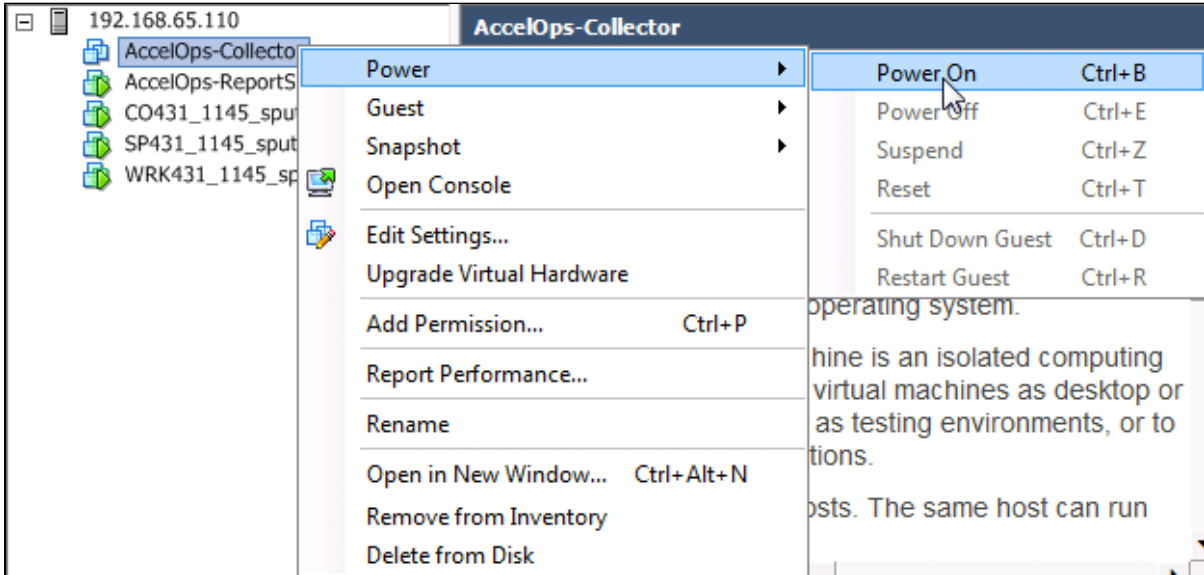 192.168.65.110
AccelOps-Collector
AccelOps-Collecto
AccelOps-ReportS
CO431_1145_sput
SP431_1145_sput
WRK431_1145_sp
Power
Guest
Snapshot
Open Console
Edit Settings...
Upgrade Virtual Hardware
Add Permission... Ctrl+P
Report Performance...
Rename
Open in New Window... Ctrl+Alt+N
Remove from Inventory
Delete from Disk
Power On Ctrl+B
Power Off Ctrl+E
Suspend Ctrl+Z
Reset Ctrl+T
Shut Down Guest Ctrl+D
Restart Guest Ctrl+R
operating system.
hine is an isolated computing
virtual machines as desktop or
as testing environments, or to
tions.
osts. The same host can run